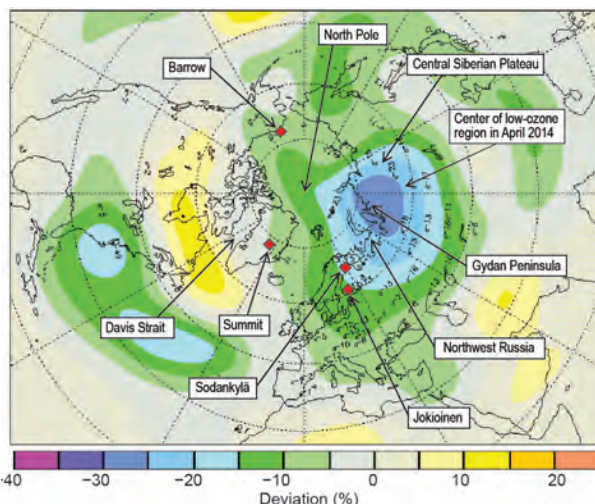 North Pole
Barrow
Central Siberian Plateau
Center of low-ozone
region in April 2014
Gydan Peninsula
Davis Strait
Summit
Northwest Russia
Sodankylä
Jokioinen
-40 -30 -20 -10 0 10 20
Deviation (%)